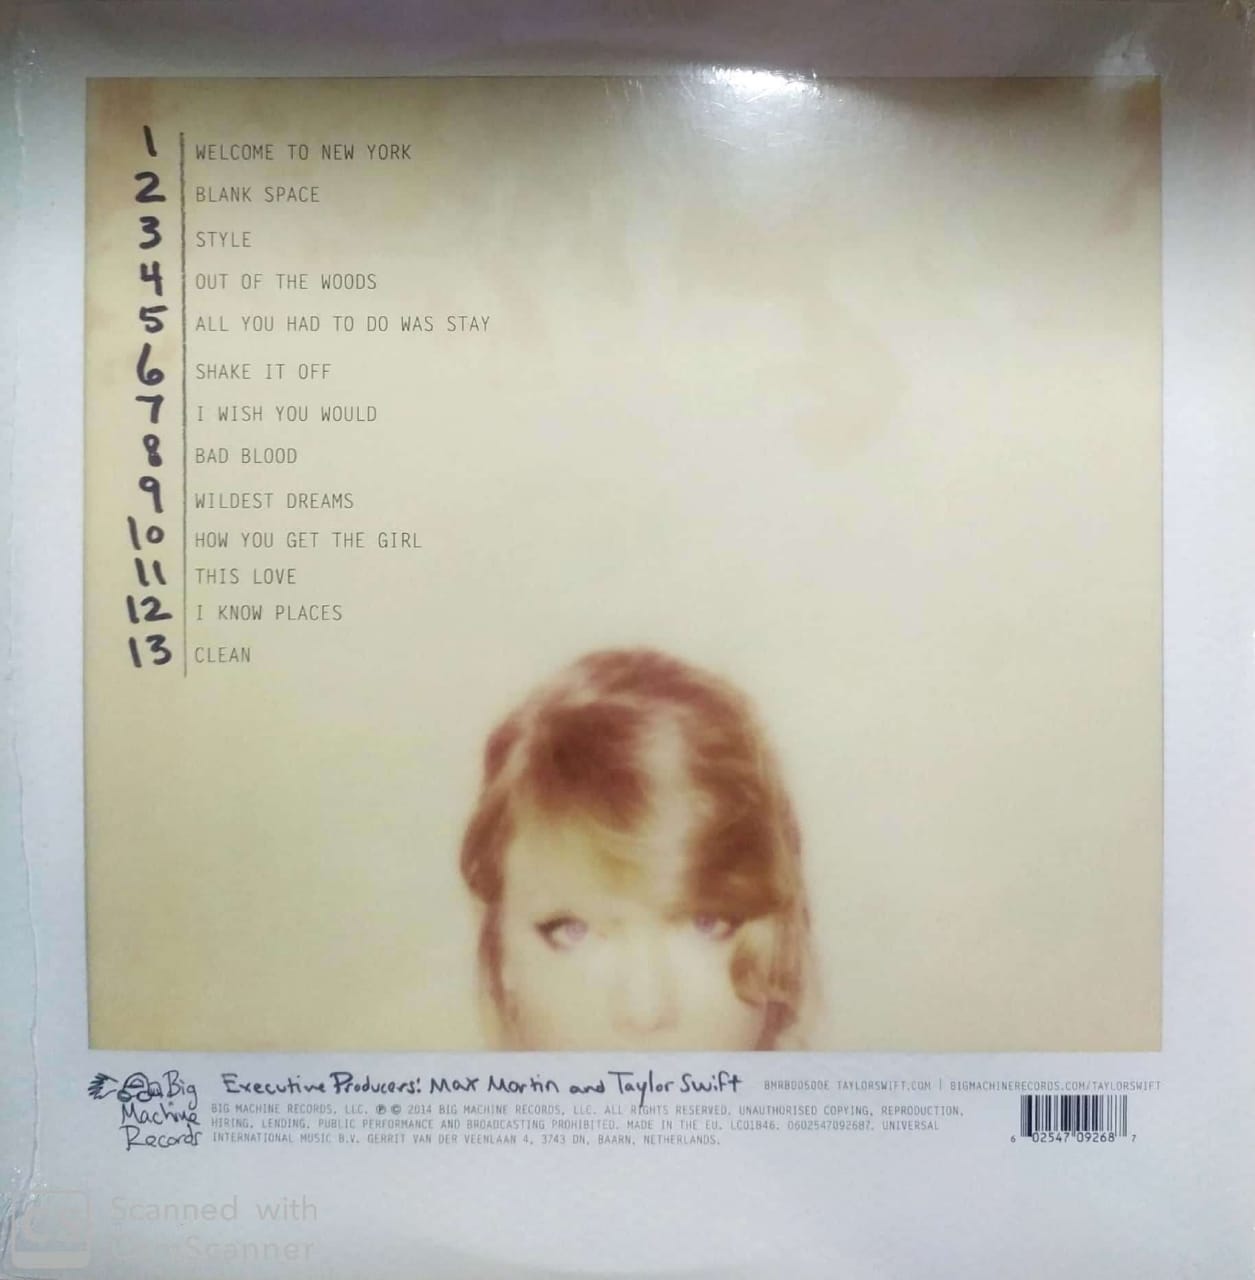 1 WELCOME TO NEW YORK
2 BLANK SPACE
3 STYLE
4 OUT OF THE WOODS
5 ALL YOU HAD TO DO WAS STAY
6 SHAKE IT OFF
7 I WISH YOU WOULD
8 BAD BLOOD
9 WILDEST DREAMS
10 HOW YOU GET THE GIRL
11 THIS LOVE
12 I KNOW PLACES
13 CLEAN
Big
Machine
Records
Executive Producers: Max Martin and Taylor Swift
BMRBD0500E TAYLORSWIFT.COM | BIGMACHINERECORDS.COM/TAYLORSWIFT
BIG MACHINE RECORDS, LLC. ℗ © 2014 BIG MACHINE RECORDS, LLC. ALL RIGHTS RESERVED. UNAUTHORISED COPYING, REPRODUCTION,
HIRING, LENDING, PUBLIC PERFORMANCE AND BROADCASTING PROHIBITED. MADE IN THE EU. LC01846. 0602547092687. UNIVERSAL
INTERNATIONAL MUSIC B.V. GERRIT VAN DER VEENLAAN 4, 3743 DN, BAARN, NETHERLANDS.
6 02547 09268 7
CS
Scanned with
CamScanner